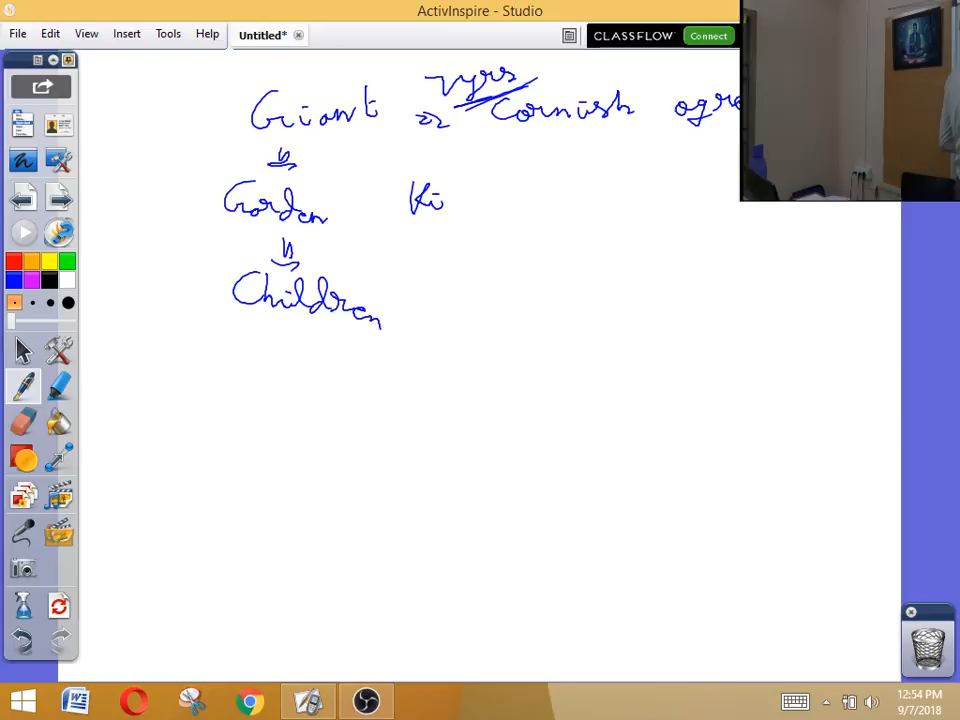 ActivInspire - Studio
File Edit View Insert Tools Help
Untitled*
CLASSFLOW Connect
7yrs
Giant Cornish ogre
Garden Ki
Children
12:54 PM
9/7/2018